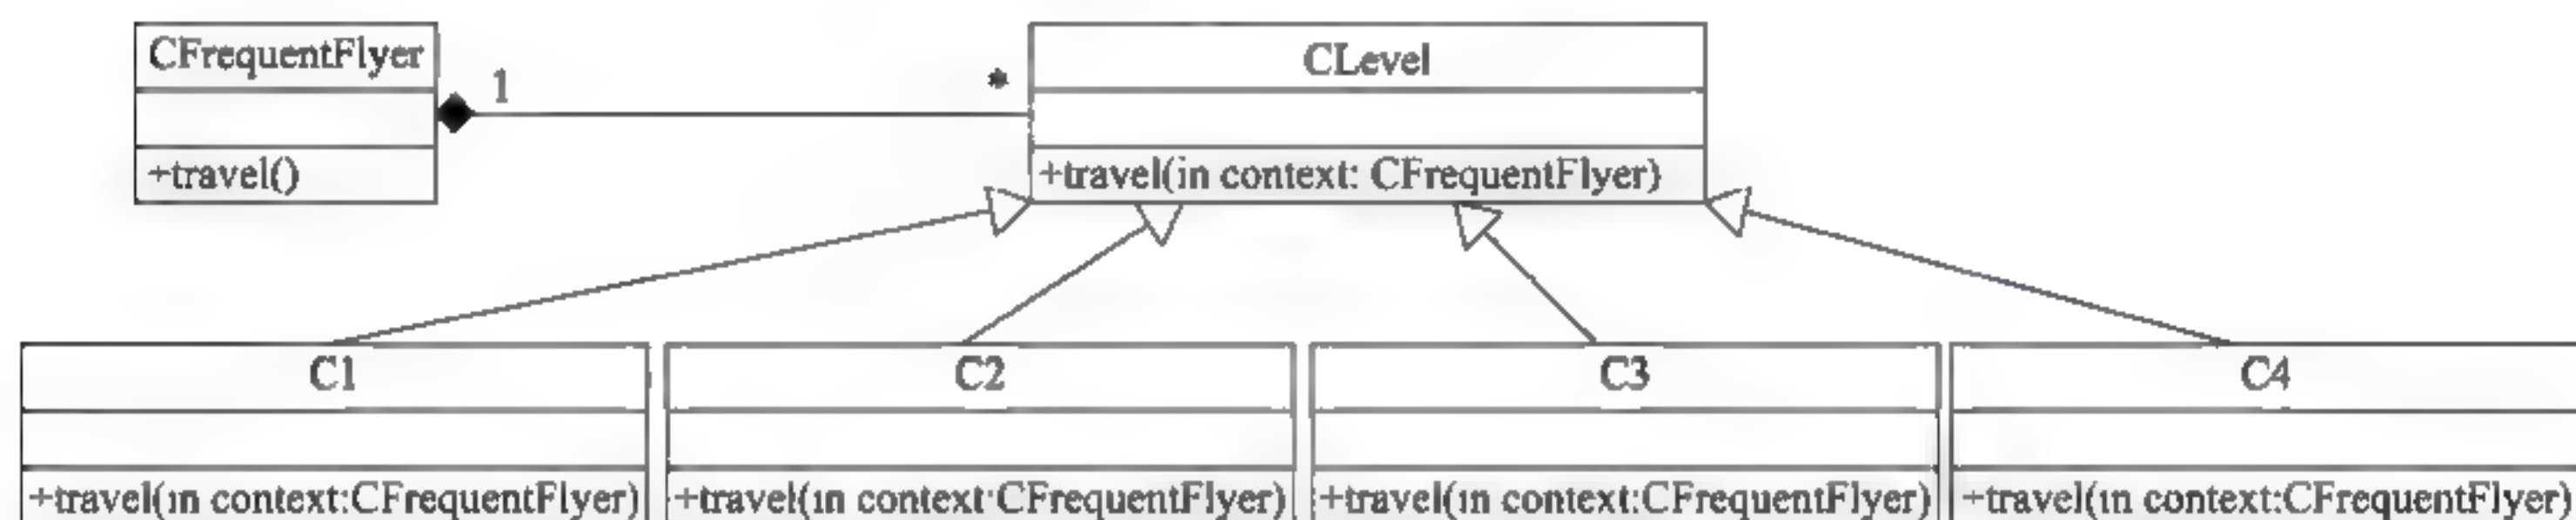 CFrequentFlyer
1
*
CLevel
+travel()
+travel(in context: CFrequentFlyer)
C1
C2
C3
C4
+travel(in context:CFrequentFlyer)
+travel(in context:CFrequentFlyer)
+travel(in context:CFrequentFlyer)
+travel(in context:CFrequentFlyer)